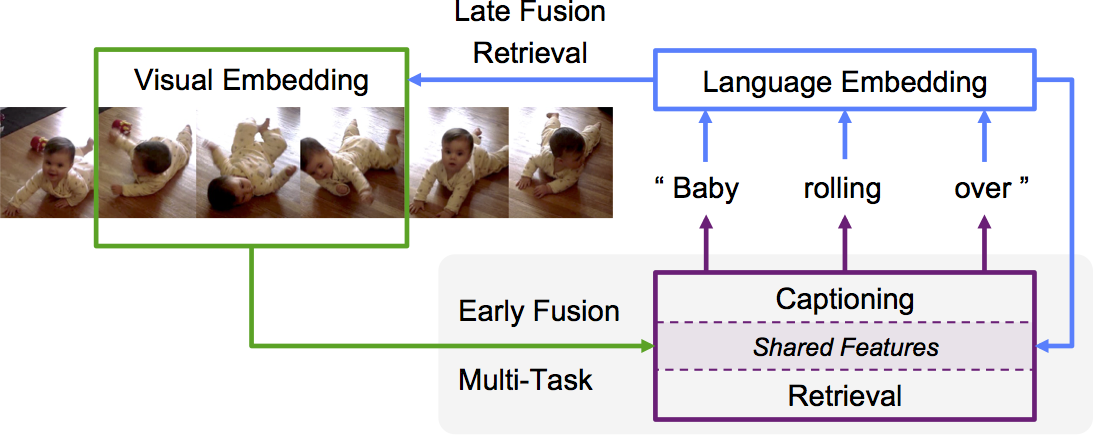 Late Fusion
Retrieval
Visual Embedding
Language Embedding
“ Baby rolling over ”
Early Fusion
Multi-Task
Captioning
Shared Features
Retrieval